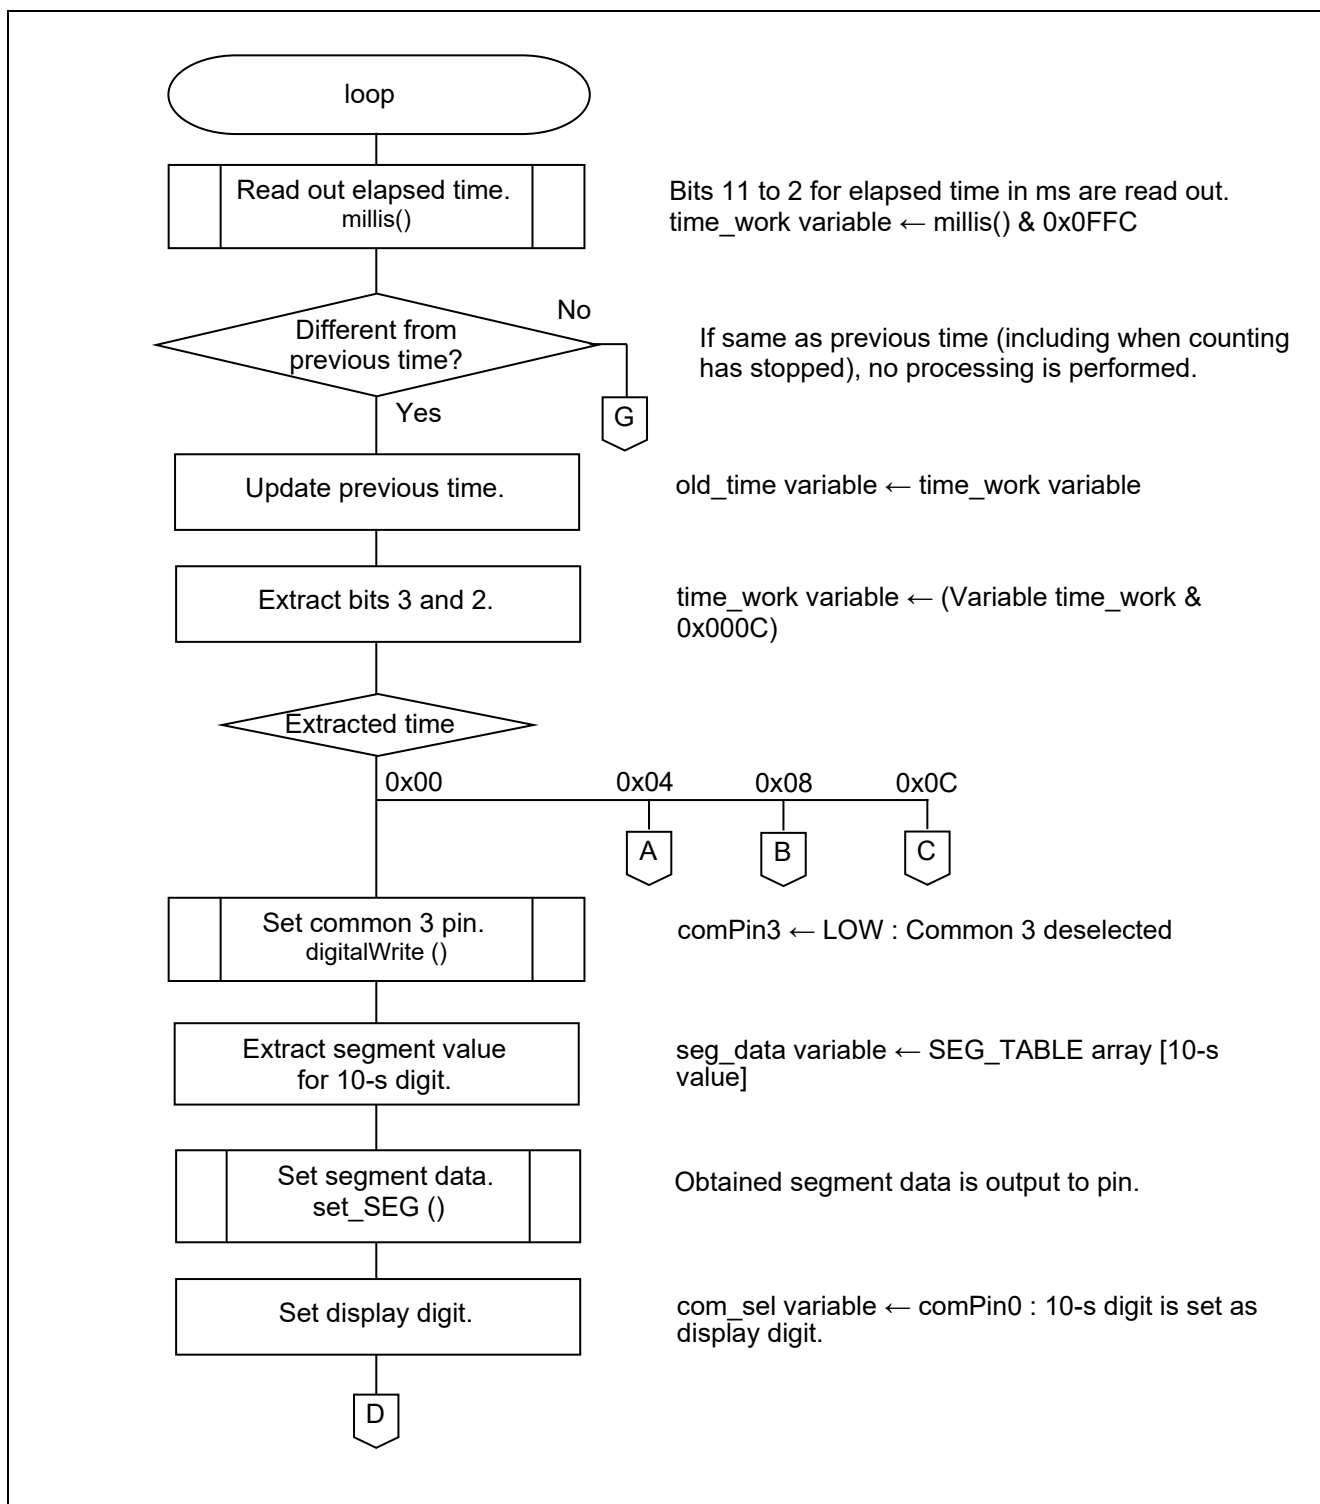 loop
Read out elapsed time.
millis()
Bits 11 to 2 for elapsed time in ms are read out.
time_work variable ← millis() & 0x0FFC
No
Different from
previous time?
If same as previous time (including when counting
has stopped), no processing is performed.
G
Yes
Update previous time.
old_time variable ← time_work variable
Extract bits 3 and 2.
time_work variable ← (Variable time_work &
0x000C)
Extracted time
0x00 0x04 0x08 0x0C
A B C
Set common 3 pin.
digitalWrite ()
comPin3 ← LOW : Common 3 deselected
Extract segment value
for 10-s digit.
seg_data variable ← SEG_TABLE array [10-s
value]
Set segment data.
set_SEG ()
Obtained segment data is output to pin.
Set display digit.
com_sel variable ← comPin0 : 10-s digit is set as
display digit.
D